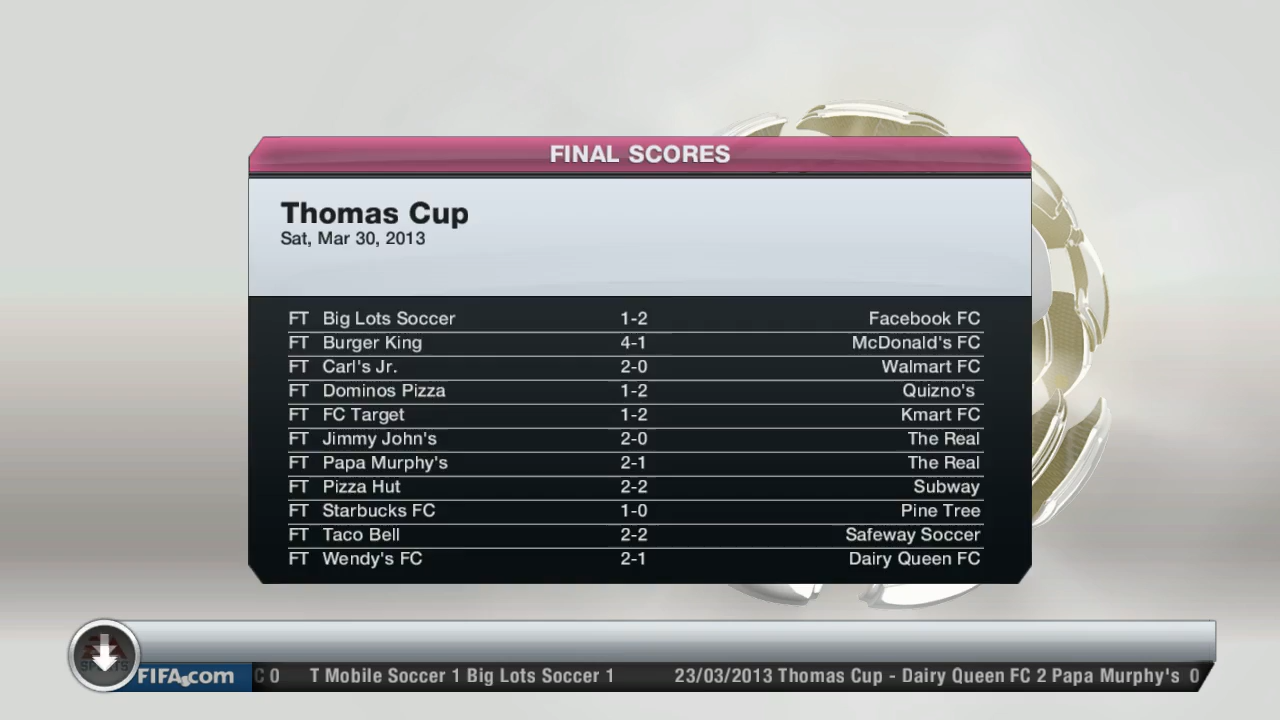 FINAL SCORES
Thomas Cup
Sat, Mar 30, 2013
FT Big Lots Soccer 1-2 Facebook FC
FT Burger King 4-1 McDonald's FC
FT Carl's Jr. 2-0 Walmart FC
FT Dominos Pizza 1-2 Quizno's
FT FC Target 1-2 Kmart FC
FT Jimmy John's 2-0 The Real
FT Papa Murphy's 2-1 The Real
FT Pizza Hut 2-2 Subway
FT Starbucks FC 1-0 Pine Tree
FT Taco Bell 2-2 Safeway Soccer
FT Wendy's FC 2-1 Dairy Queen FC
EA SPORTS
FIFA.com C 0 T Mobile Soccer 1 Big Lots Soccer 1 23/03/2013 Thomas Cup - Dairy Queen FC 2 Papa Murphy's 0